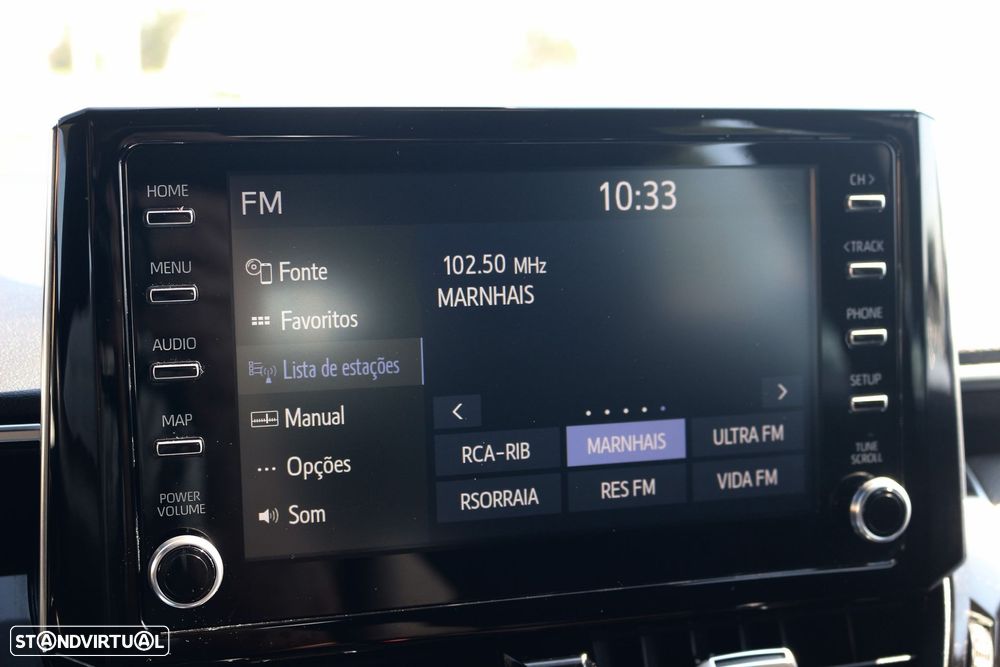 HOME
MENU
AUDIO
MAP
POWER
VOLUME
FM
10:33
Fonte
Favoritos
Lista de estações
Manual
Opções
Som
102.50 MHz
MARNHAIS
< >
RCA-RIB MARNHAIS ULTRA FM
RSORRAIA RES FM VIDA FM
CH >
< TRACK
PHONE
SETUP
TUNE
SCROLL
STANDVIRTUAL